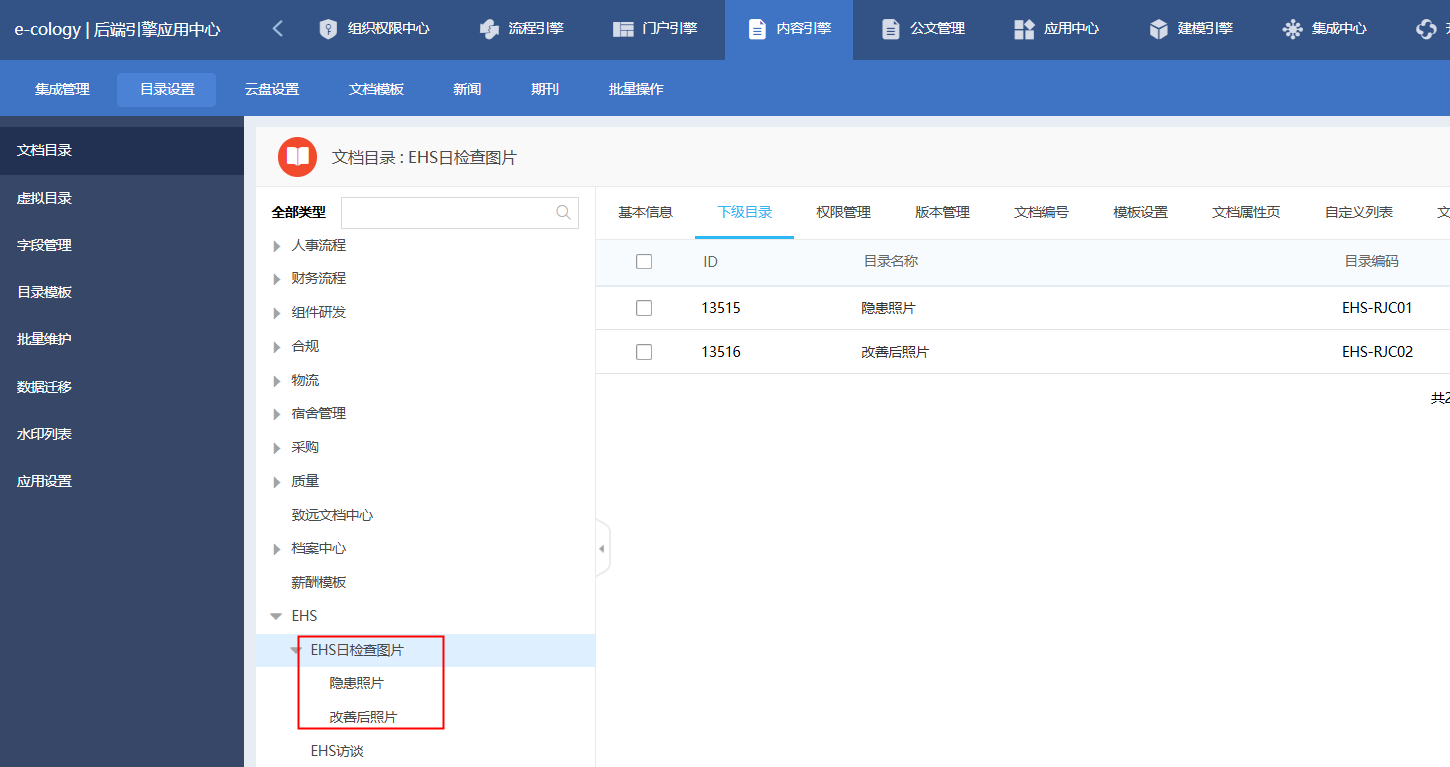 e-cology | 后端引擎应用中心 组织权限中心 流程引擎 门户引擎 内容引擎 公文管理 应用中心 建模引擎 集成中心
集成管理 目录设置 云盘设置 文档模板 新闻 期刊 批量操作
文档目录
虚拟目录
字段管理
目录模板
批量维护
数据迁移
水印列表
应用设置
文档目录 : EHS日检查图片
全部类型
人事流程
财务流程
组件研发
合规
物流
宿舍管理
采购
质量
致远文档中心
档案中心
薪酬模板
EHS
EHS日检查图片
隐患照片
改善后照片
EHS访谈
基本信息 下级目录 权限管理 版本管理 文档编号 模板设置 文档属性页 自定义列表 文
ID 目录名称 目录编码
13515 隐患照片 EHS-RJC01
13516 改善后照片 EHS-RJC02
共2